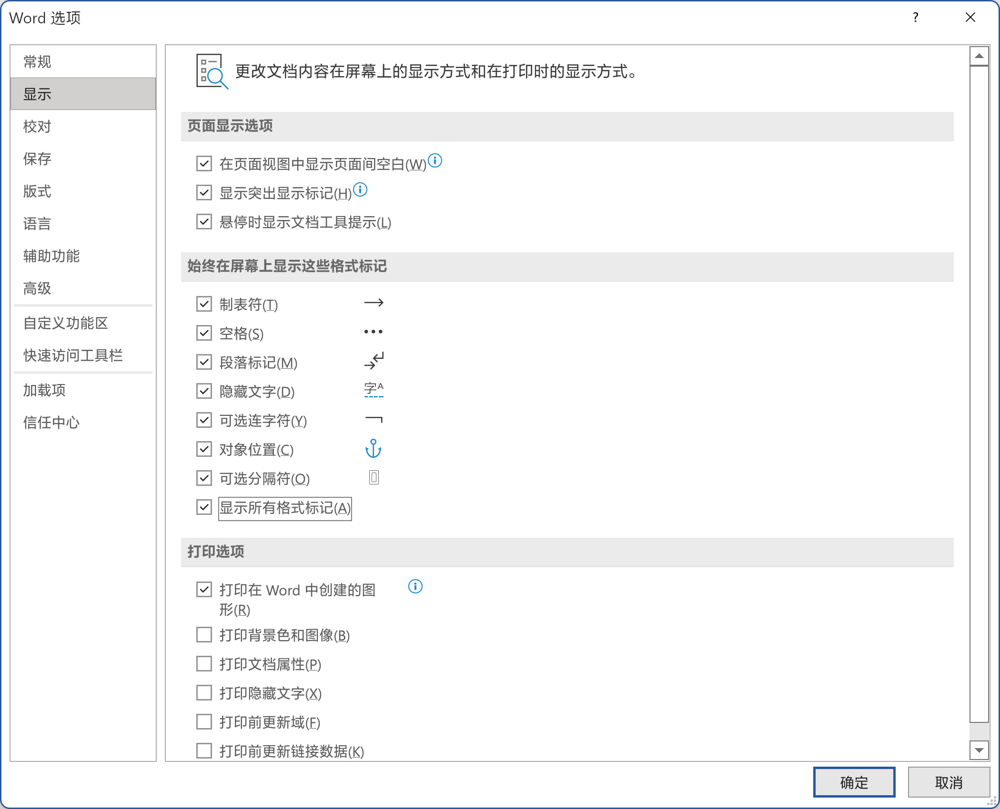 Word 选项
?
常规
显示
校对
保存
版式
语言
辅助功能
高级
自定义功能区
快速访问工具栏
加载项
信任中心
更改文档内容在屏幕上的显示方式和在打印时的显示方式。
页面显示选项
在页面视图中显示页面间空白(W)
显示突出显示标记(H)
悬停时显示文档工具提示(L)
始终在屏幕上显示这些格式标记
制表符(T)
空格(S)
段落标记(M)
隐藏文字(D) 字A
可选连字符(Y)
对象位置(C)
可选分隔符(O)
显示所有格式标记(A)
打印选项
打印在 Word 中创建的图
形(R)
打印背景色和图像(B)
打印文档属性(P)
打印隐藏文字(X)
打印前更新域(F)
打印前更新链接数据(K)
确定
取消